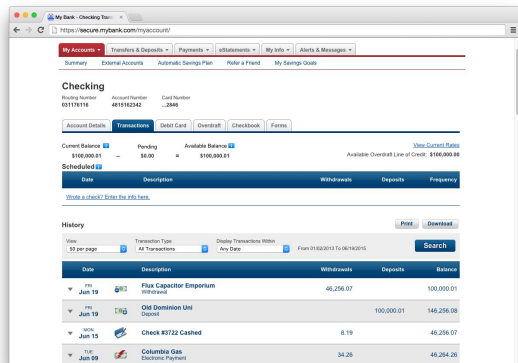 My Bank - Checking Tran
https://secure.mybank.com/myaccount/
My Accounts Transfers & Deposits Payments eStatements My Info Alerts & Messages
Summary External Accounts Automatic Savings Plan Refer a Friend My Savings Goals
Checking
Routing Number Account Number Card Number
031176116 4815162342 ...2846
Account Details Transactions Debit Card Overdraft Checkbook Forms
Current Balance ? Pending Available Balance ? View Current Rates
$100,000.01 – $0.00 = $100,000.01 Available Overdraft Line of Credit: $100,000.00
Scheduled ?
Date Description Withdrawals Deposits Frequency
Wrote a check? Enter the info here.
History Print Download
View Transaction Type Display Transactions Within
50 per page All Transactions Any Date From 01/02/2013 To 06/19/2015 Search
Date Description Withdrawals Deposits Balance
FRI Flux Capacitor Emporium
Jun 19 Withdrawal 46,256.07 100,000.01
FRI Old Dominion Uni
Jun 19 Deposit 100,000.01 146,256.08
MON
Jun 15 Check #3722 Cashed 8.19 46,256.07
TUE Columbia Gas
Jun 09 Electronic Payment 34.26 46,264.26